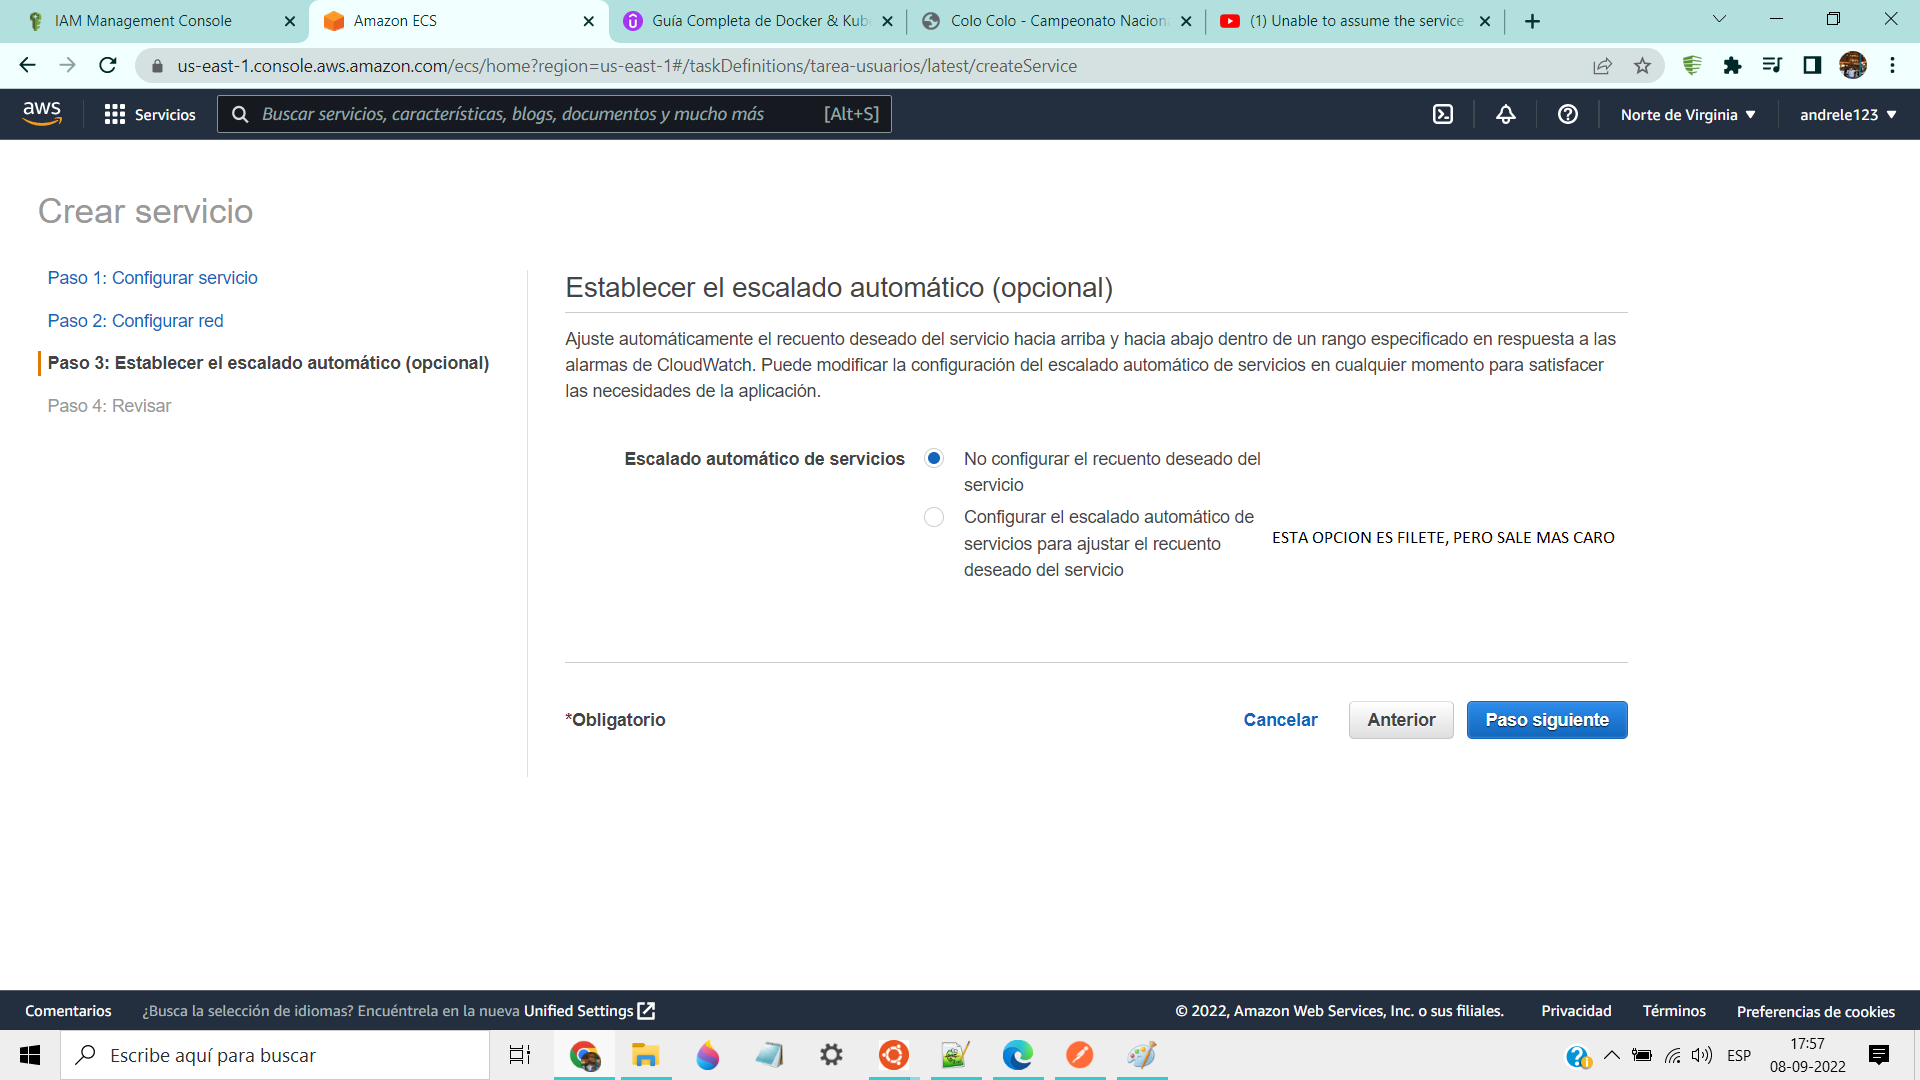 IAM Management Console
Amazon ECS
Guía Completa de Docker & Kub
Colo Colo - Campeonato Nacion
(1) Unable to assume the service
us-east-1.console.aws.amazon.com/ecs/home?region=us-east-1#/taskDefinitions/tarea-usuarios/latest/createService
aws
Servicios
Buscar servicios, características, blogs, documentos y mucho más [Alt+S]
Norte de Virginia
andrele123
Crear servicio
Paso 1: Configurar servicio
Paso 2: Configurar red
Paso 3: Establecer el escalado automático (opcional)
Paso 4: Revisar
Establecer el escalado automático (opcional)
Ajuste automáticamente el recuento deseado del servicio hacia arriba y hacia abajo dentro de un rango especificado en respuesta a las
alarmas de CloudWatch. Puede modificar la configuración del escalado automático de servicios en cualquier momento para satisfacer
las necesidades de la aplicación.
Escalado automático de servicios
No configurar el recuento deseado del
servicio
Configurar el escalado automático de
servicios para ajustar el recuento
deseado del servicio
ESTA OPCION ES FILETE, PERO SALE MAS CARO
*Obligatorio
Cancelar
Anterior
Paso siguiente
Comentarios
¿Busca la selección de idiomas? Encuéntrela en la nueva Unified Settings
© 2022, Amazon Web Services, Inc. o sus filiales.
Privacidad
Términos
Preferencias de cookies
Escribe aquí para buscar
ESP
17:57
08-09-2022